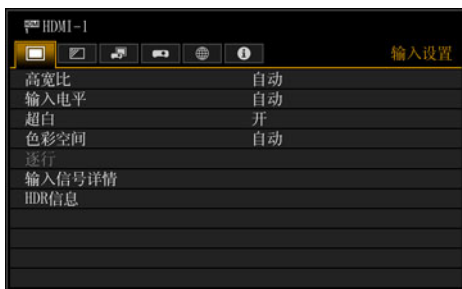 HDMI-1
输入设置
高宽比 自动
输入电平 自动
超白 开
色彩空间 自动
逐行
输入信号详情
HDR信息